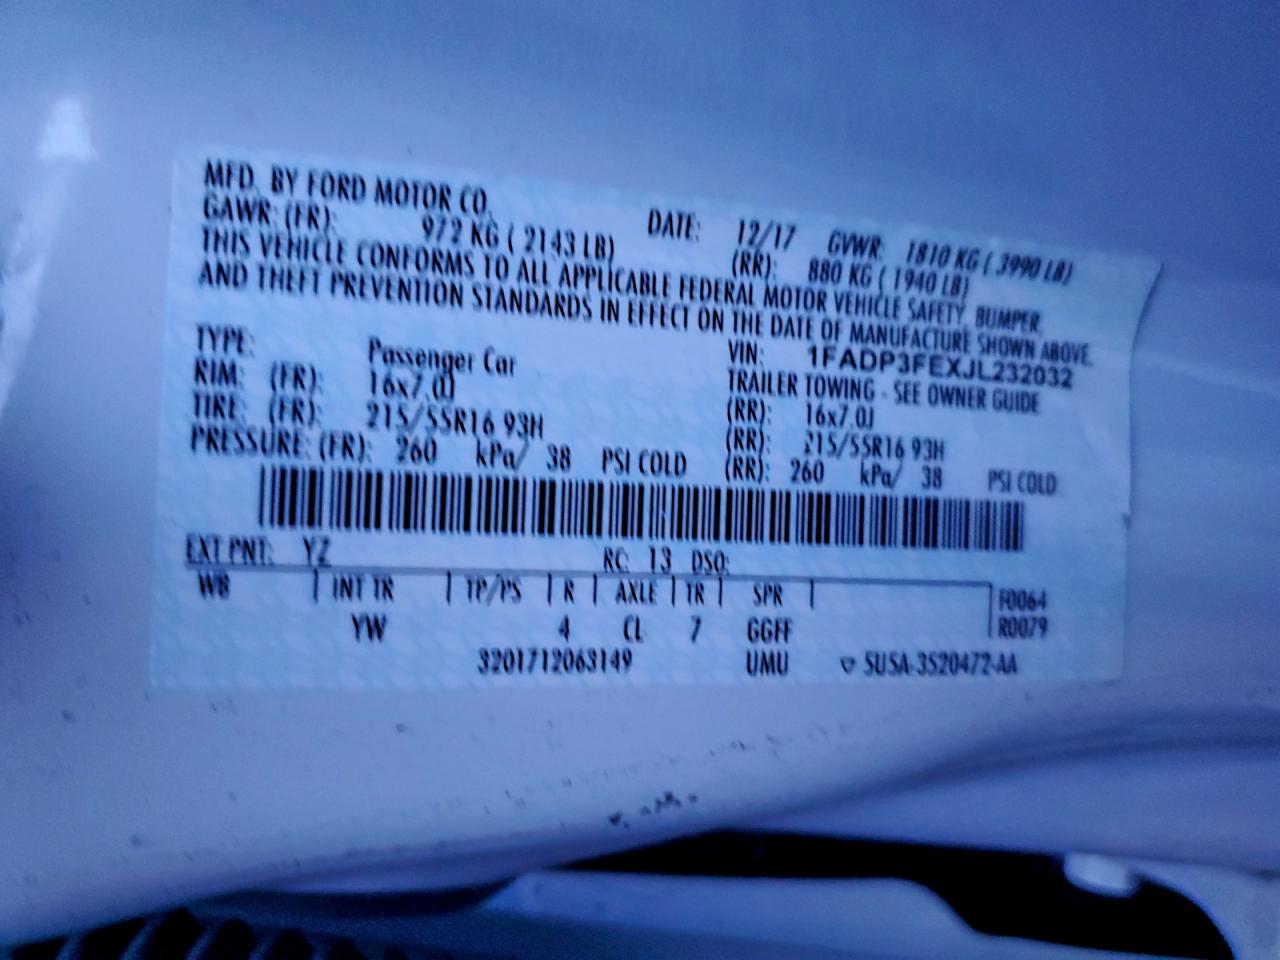 MFD. BY FORD MOTOR CO.
DATE: 12/17 GVWR: 1810 KG ( 3990 LB)
GAWR: (FR): 972 KG ( 2143 LB) (RR): 880 KG ( 1940 LB)
THIS VEHICLE CONFORMS TO ALL APPLICABLE FEDERAL MOTOR VEHICLE SAFETY, BUMPER,
AND THEFT PREVENTION STANDARDS IN EFFECT ON THE DATE OF MANUFACTURE SHOWN ABOVE.
VIN: 1FADP3FEXJL232032
TYPE: Passenger Car TRAILER TOWING - SEE OWNER GUIDE
RIM: (FR): 16x7.0J (RR): 16x7.0J
TIRE: (FR): 215/55R16 93H (RR): 215/55R16 93H
PRESSURE: (FR): 260 kPa/ 38 PSI COLD (RR): 260 kPa/ 38 PSI COLD
EXT PNT: YZ RC: 13 DSO:
WB | INT TR | TP/PS | R | AXLE | TR | SPR | F0064
YW 4 CL 7 GGFF R0079
3201712063149 UMU ▽ 5U5A-3520472-AA